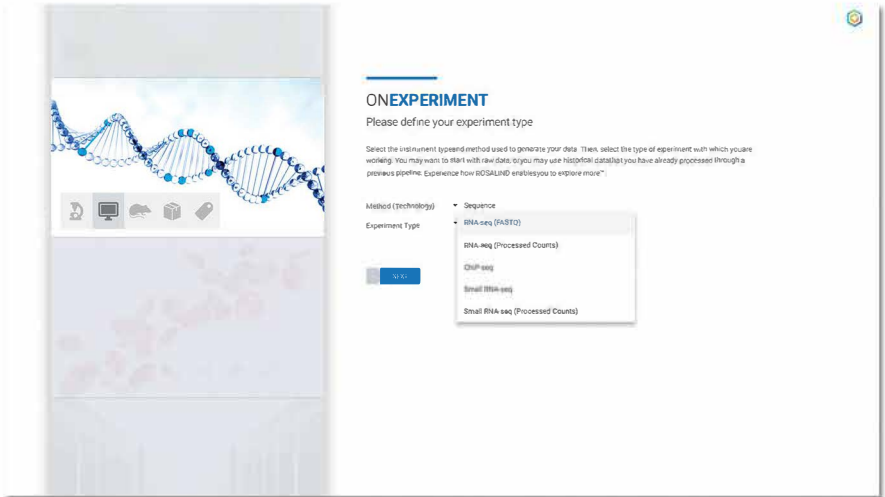 ONEXPERIMENT
Please define your experiment type
Select the instrument typeend method used to generate your data. Then, select the type of experiment with which youare
working. You may want to start with raw data, or you may use historical datathat you have already processed through a
previous pipeline. Experience how ROSALIND enablesyou to explore more™.
Method (Technology) Sequence
Experiment Type RNA-seq (FASTQ)
RNA-seq (Processed Counts)
ChIP-seq
NEXT
Small RNA-seq
Small RNA-seq (Processed Counts)